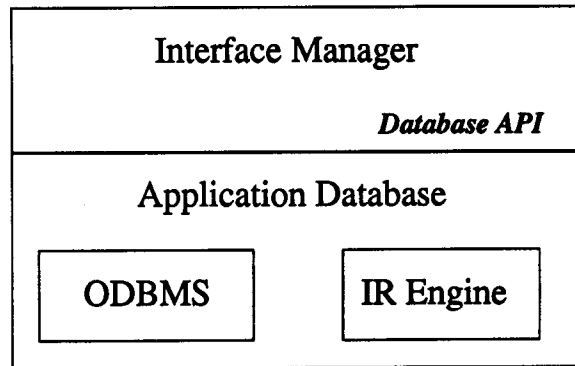 Interface Manager
Database API
Application Database
ODBMS
IR Engine